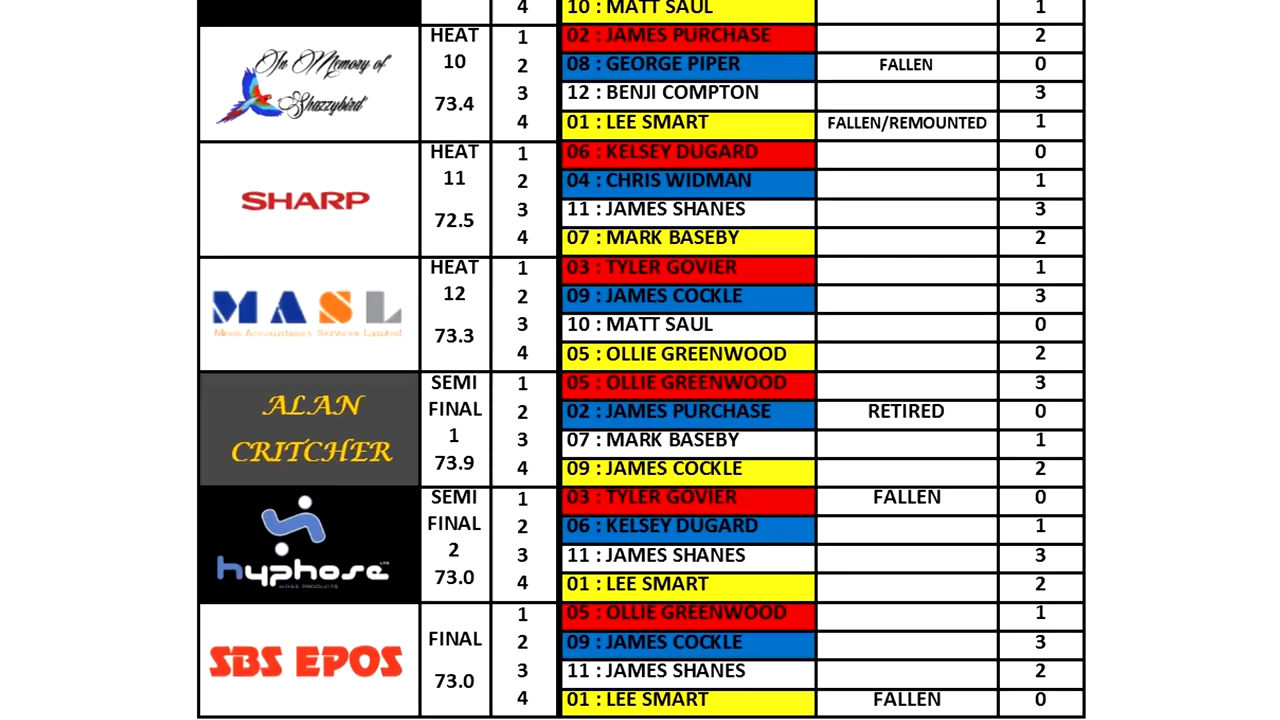 4 10 : MATT SAUL 1
In Memory of Shazzybird
HEAT 10 73.4
1 02 : JAMES PURCHASE 2
2 08 : GEORGE PIPER FALLEN 0
3 12 : BENJI COMPTON 3
4 01 : LEE SMART FALLEN/REMOUNTED 1
SHARP
HEAT 11 72.5
1 06 : KELSEY DUGARD 0
2 04 : CHRIS WIDMAN 1
3 11 : JAMES SHANES 3
4 07 : MARK BASEBY 2
MASL
Accountancy Services Limited
HEAT 12 73.3
1 03 : TYLER GOVIER 1
2 09 : JAMES COCKLE 3
3 10 : MATT SAUL 0
4 05 : OLLIE GREENWOOD 2
ALAN CRITCHER
SEMI FINAL 1 73.9
1 05 : OLLIE GREENWOOD 3
2 02 : JAMES PURCHASE RETIRED 0
3 07 : MARK BASEBY 1
4 09 : JAMES COCKLE 2
hyphose LTD
HOSE PRODUCTS
SEMI FINAL 2 73.0
1 03 : TYLER GOVIER FALLEN 0
2 06 : KELSEY DUGARD 1
3 11 : JAMES SHANES 3
4 01 : LEE SMART 2
SBS EPOS
FINAL 73.0
1 05 : OLLIE GREENWOOD 1
2 09 : JAMES COCKLE 3
3 11 : JAMES SHANES 2
4 01 : LEE SMART FALLEN 0